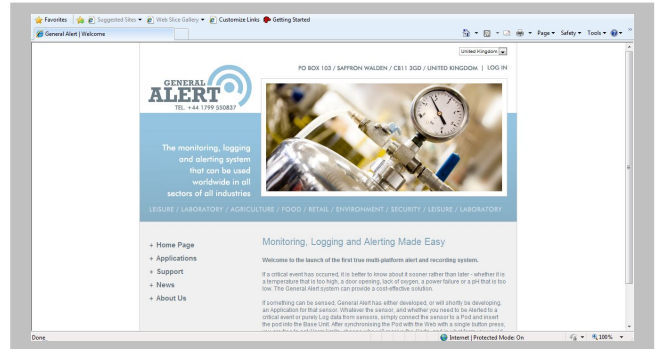 Favorites Suggested Sites Web Slice Gallery Customize Links Getting Started
General Alert | Welcome
Page Safety Tools
United Kingdom
PO BOX 103 / SAFFRON WALDEN / CB11 3GD / UNITED KINGDOM | LOG IN
GENERAL
ALERT
TEL. +44 1799 550837
The monitoring, logging
and alerting system
that can be used
worldwide in all
sectors of all industries
LEISURE / LABORATORY / AGRICULTURE / FOOD / RETAIL / ENVIRONMENT / SECURITY / LEISURE / LABORATORY
+ Home Page
+ Applications
+ Support
+ News
+ About Us
Monitoring, Logging and Alerting Made Easy
Welcome to the launch of the first true multi-platform alert and recording system.
If a critical event has occurred, it is better to know about it sooner rather than later - whether it is
a temperature that is too high, a door opening, lack of oxygen, a power failure or a pH that is too
low. The General Alert system can provide a cost-effective solution.
If something can be sensed, General Alert has either developed, or will shortly be developing,
an Application for that sensor. Whatever the sensor, and whether you need to be Alerted to a
critical event or purely Log data from sensors, simply connect the sensor to a Pod and insert
the pod into the Base Unit. After synchronising the Pod with the Web with a single button press,
Done
Internet | Protected Mode: On
100%